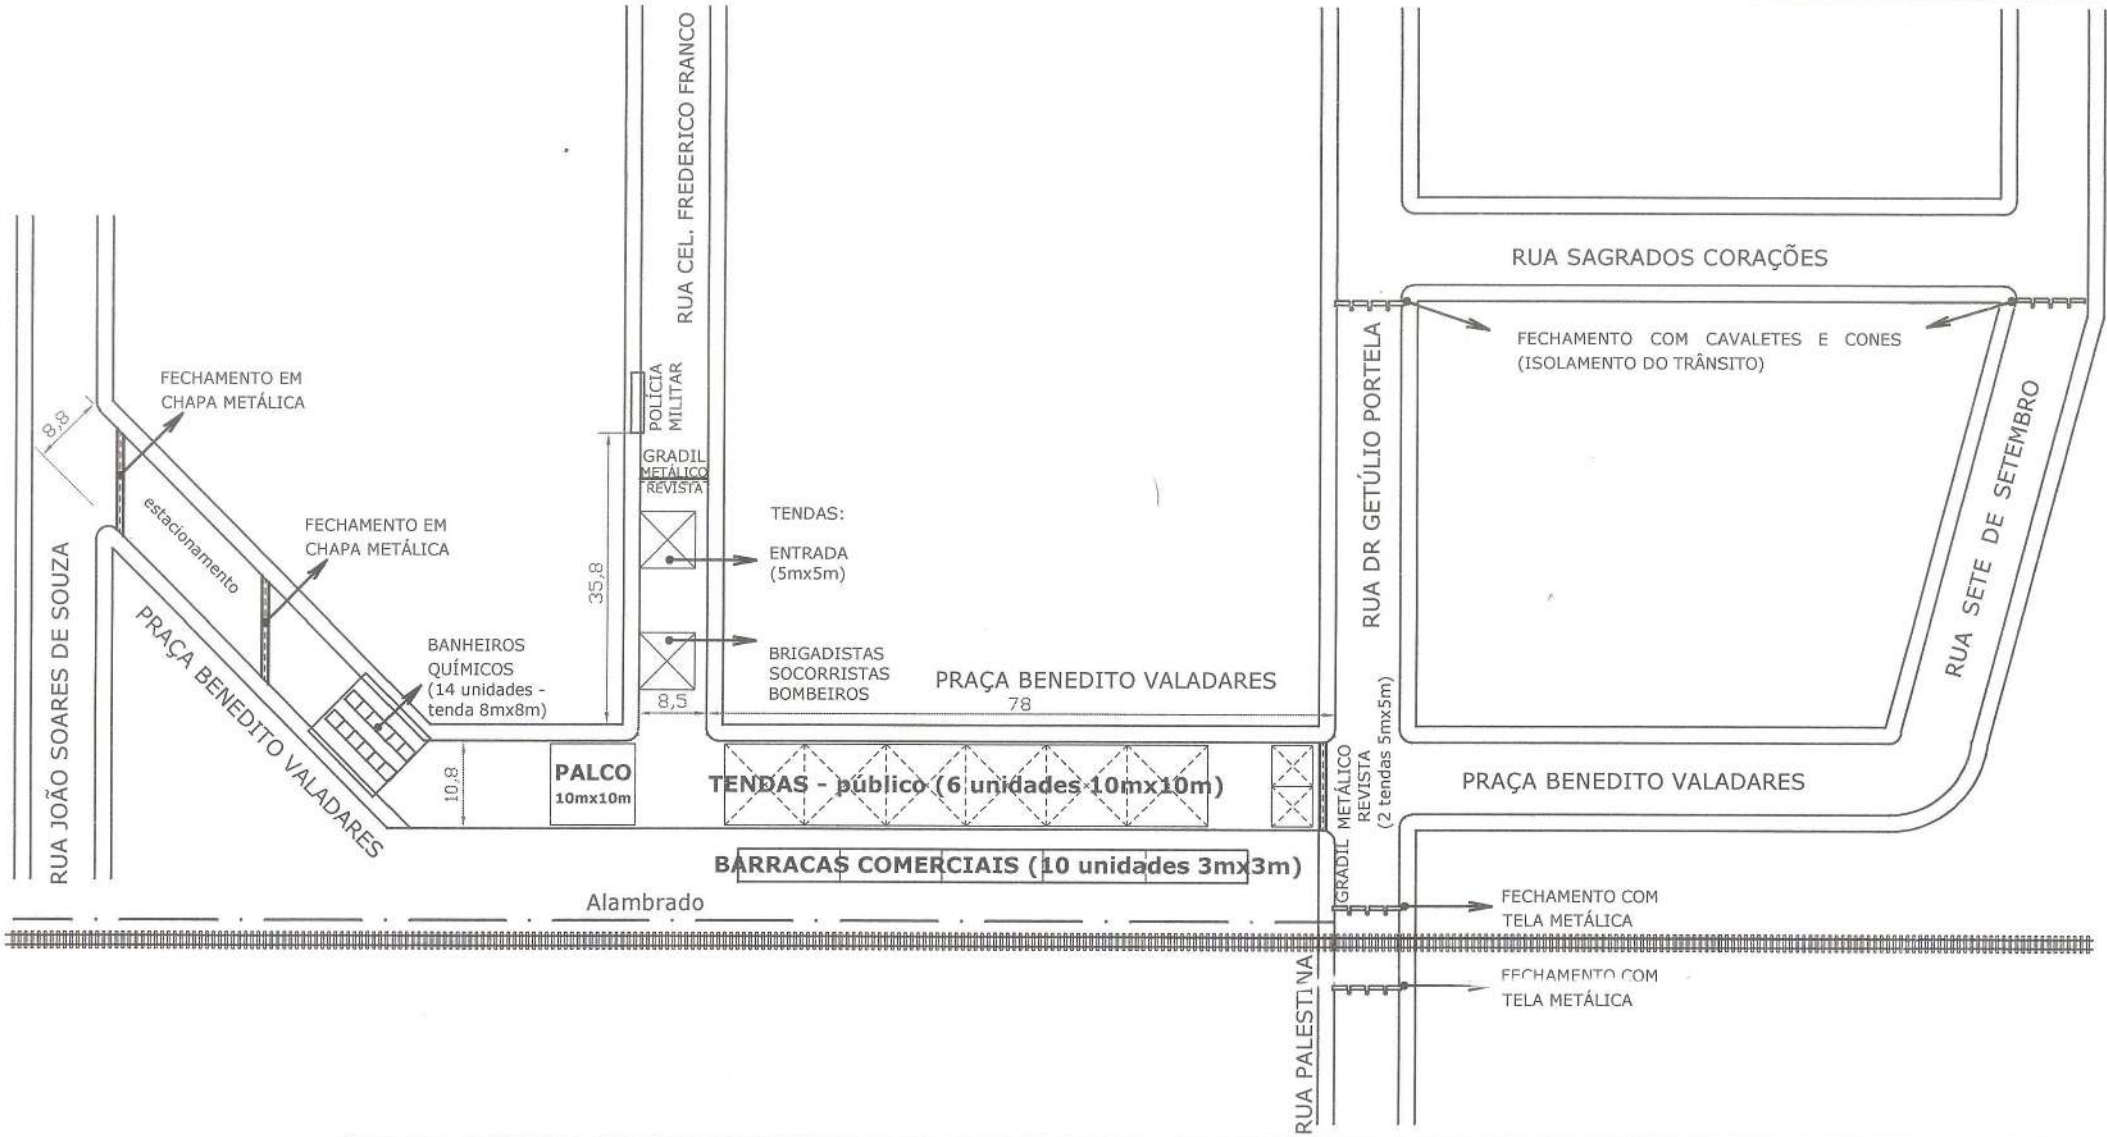 RUA CEL. FREDERICO FRANCO
RUA SAGRADOS CORAÇÕES
FECHAMENTO COM CAVALETES E CONES
(ISOLAMENTO DO TRÂNSITO)
RUA DR GETÚLIO PORTELA
RUA SETE DE SETEMBRO
POLÍCIA
MILITAR
FECHAMENTO EM
CHAPA METÁLICA
8,8
GRADIL
METÁLICO
REVISTA
estacionamento
FECHAMENTO EM
CHAPA METÁLICA
TENDAS:
ENTRADA
(5mx5m)
35,8
RUA JOÃO SOARES DE SOUZA
PRAÇA BENEDITO VALADARES
BANHEIROS
QUÍMICOS
(14 unidades -
tenda 8mx8m)
BRIGADISTAS
SOCORRISTAS
BOMBEIROS
8,5
PRAÇA BENEDITO VALADARES
78
10,8
PALCO
10mx10m
TENDAS - público (6 unidades 10mx10m)
GRADIL METÁLICO
REVISTA
(2 tendas 5mx5m)
PRAÇA BENEDITO VALADARES
BARRACAS COMERCIAIS (10 unidades 3mx3m)
Alambrado
FECHAMENTO COM
TELA METÁLICA
FECHAMENTO COM
TELA METÁLICA
RUA PALESTINA